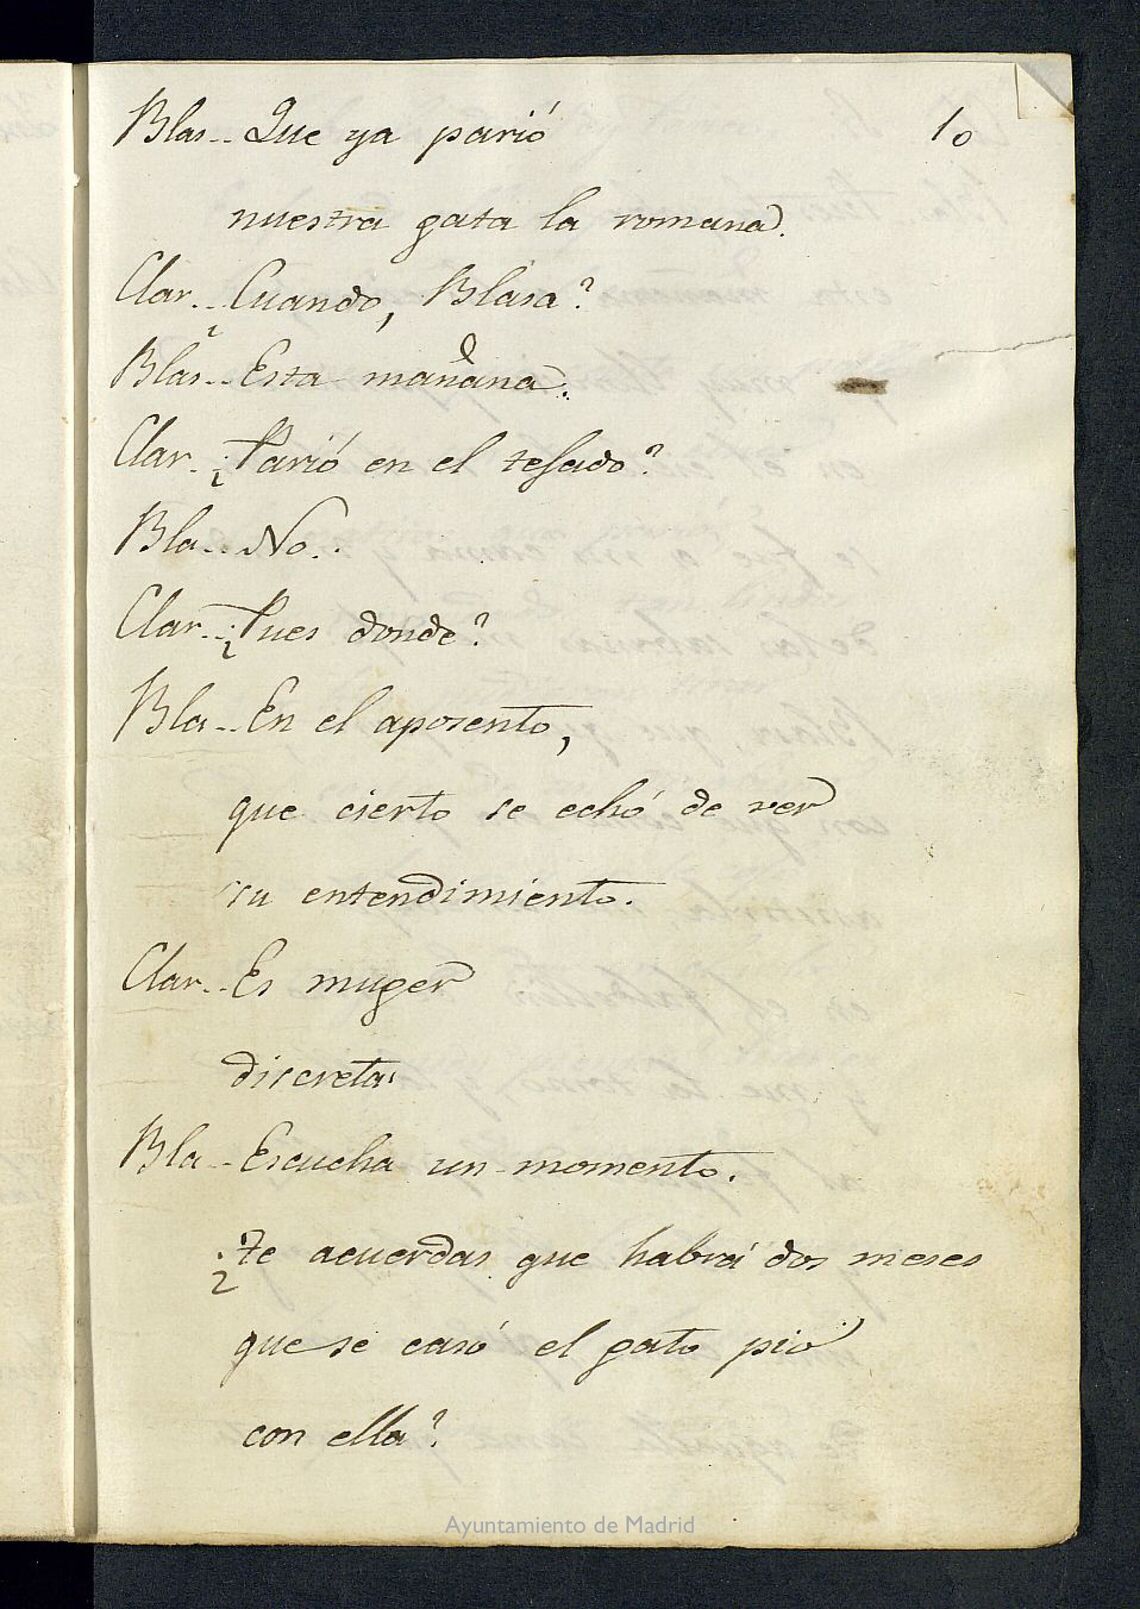 Blas.. Que ya parió 10
nuestra gata la romana.
Clar.. ¿Cuando, Blasa?
Blas.. Esta mañana.
Clar.. ¿Parió en el tejado?
Bla.. No..
Clar.. ¿Pues donde?
Bla.. En el aposento,
que cierto se echó de ver
su entendimiento.
Clar.. Es muger
discreta.
Bla.. Escucha un momento.
¿Te acuerdas que habrá dos meses
que se casó el gato pio
con ella?
Ayuntamiento de Madrid